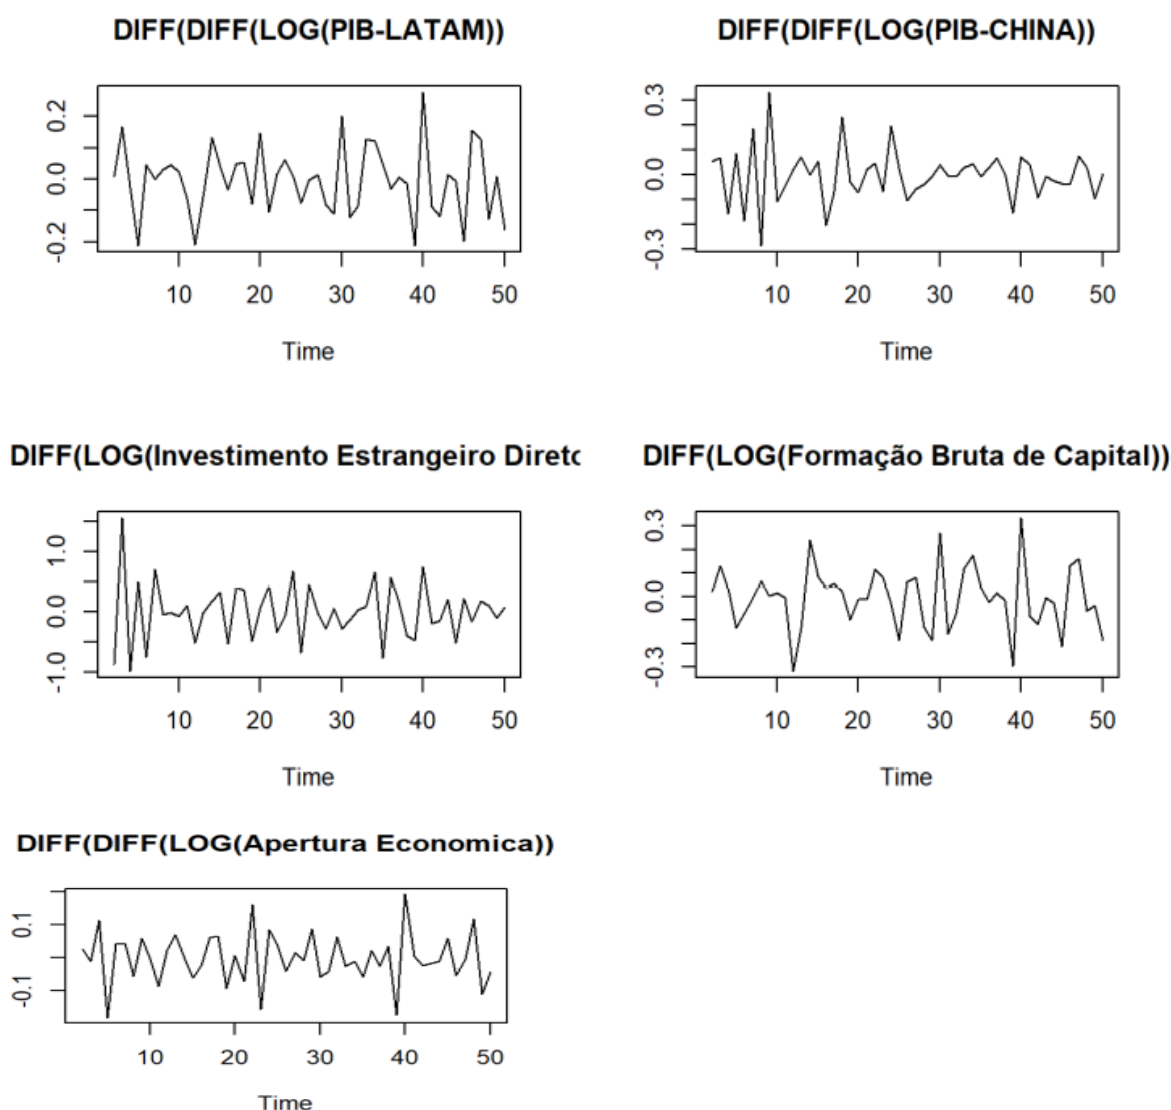 DIFF(DIFF(LOG(PIB-LATAM))
0.2
0.0
-0.2
10 20 30 40 50
Time
DIFF(DIFF(LOG(PIB-CHINA))
0.3
0.0
-0.3
10 20 30 40 50
Time
DIFF(LOG(Investimento Estrangeiro Direto
1.0
0.0
-1.0
10 20 30 40 50
Time
DIFF(LOG(Formação Bruta de Capital))
0.3
0.0
-0.3
10 20 30 40 50
Time
DIFF(DIFF(LOG(Apertura Economica))
0.1
-0.1
10 20 30 40 50
Time